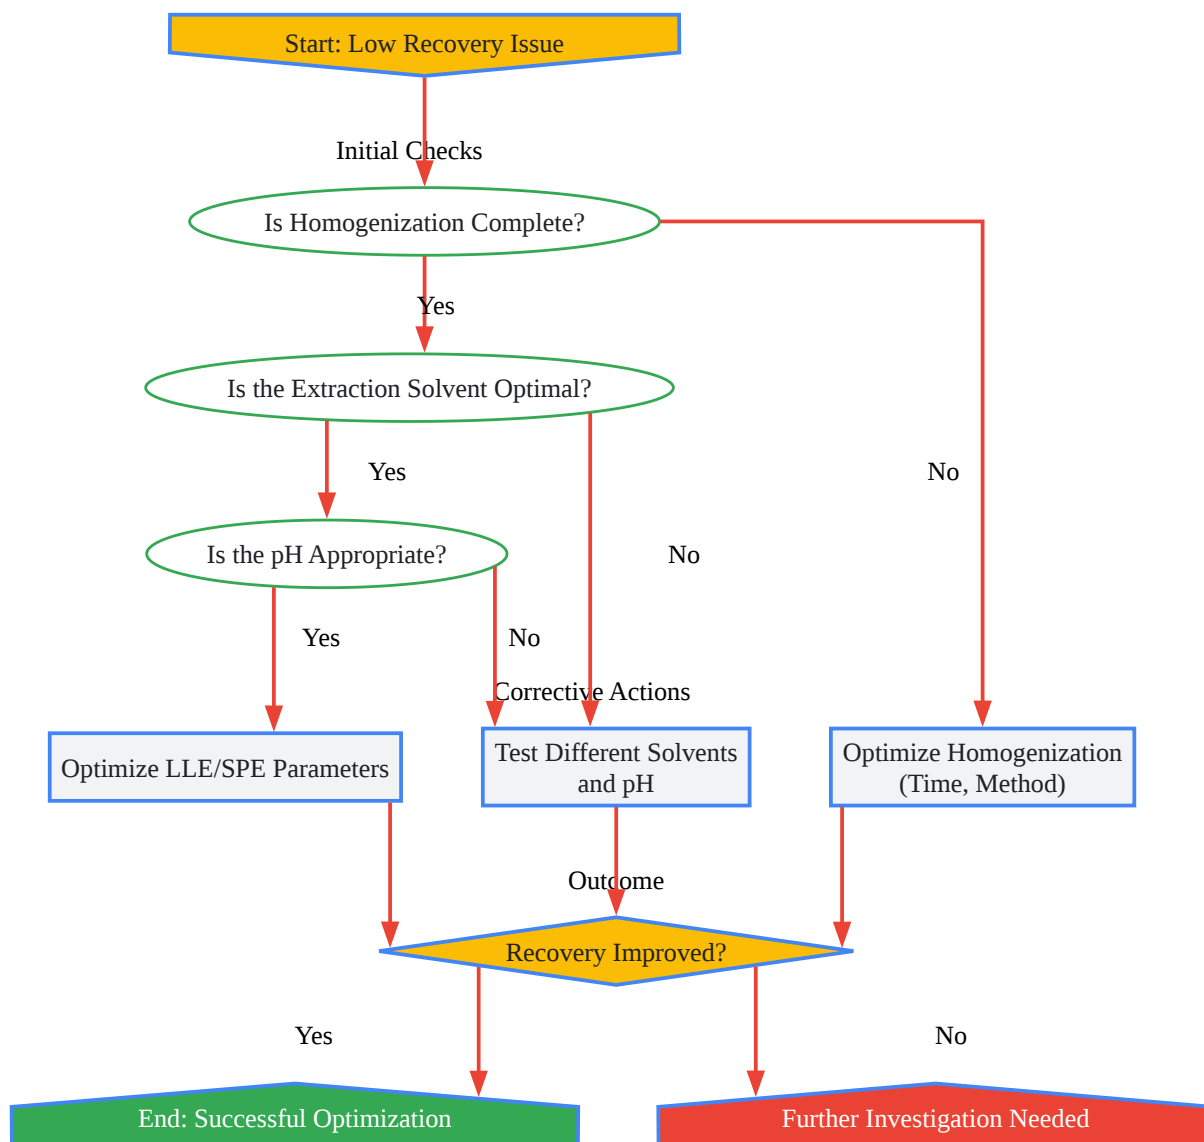 Start: Low Recovery Issue
Initial Checks
Is Homogenization Complete?
Yes
Is the Extraction Solvent Optimal?
Yes
No
Is the pH Appropriate?
No
Yes
No
Corrective Actions
Optimize LLE/SPE Parameters
Test Different Solvents
and pH
Optimize Homogenization
(Time, Method)
Outcome
Recovery Improved?
Yes
No
End: Successful Optimization
Further Investigation Needed